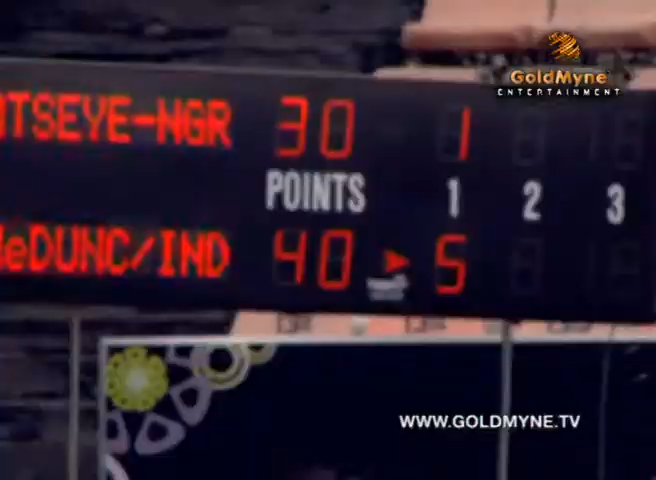 GoldMyne
ENTERTAINMENT
TSEYE-NGR 30 1
POINTS 1 2 3
eDUNC/IND 40 5
WWW.GOLDMYNE.TV